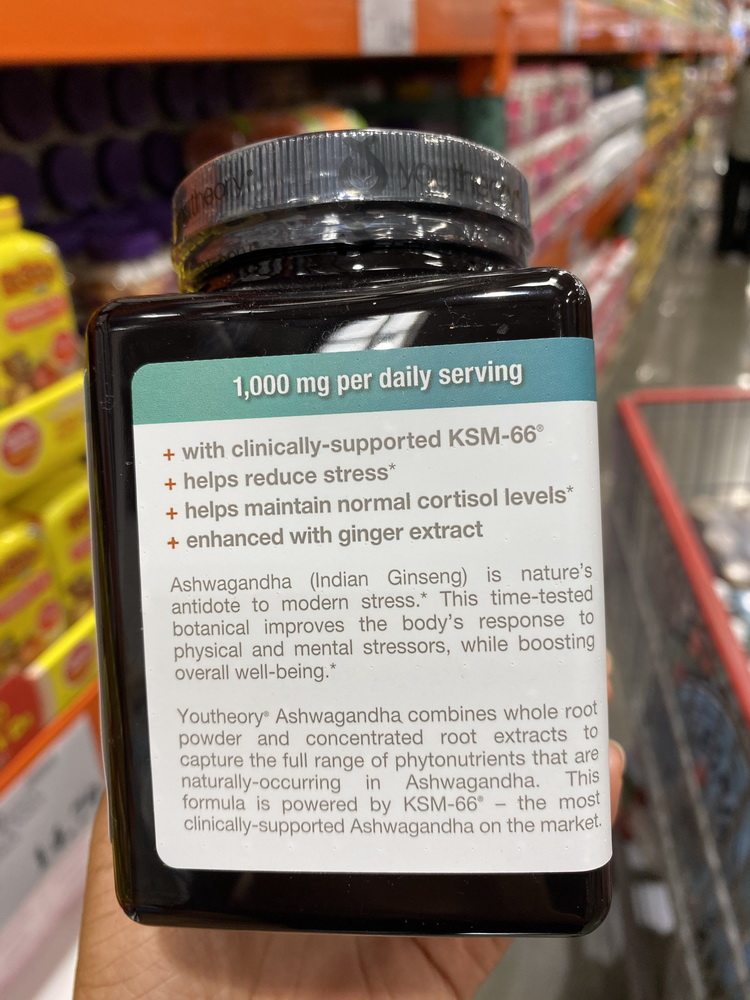 youtheory
1,000 mg per daily serving
+ with clinically-supported KSM-66®
+ helps reduce stress*
+ helps maintain normal cortisol levels*
+ enhanced with ginger extract
Ashwagandha (Indian Ginseng) is nature's
antidote to modern stress.* This time-tested
botanical improves the body's response to
physical and mental stressors, while boosting
overall well-being.*
Youtheory® Ashwagandha combines whole root
powder and concentrated root extracts to
capture the full range of phytonutrients that are
naturally-occurring in Ashwagandha. This
formula is powered by KSM-66® – the most
clinically-supported Ashwagandha on the market.